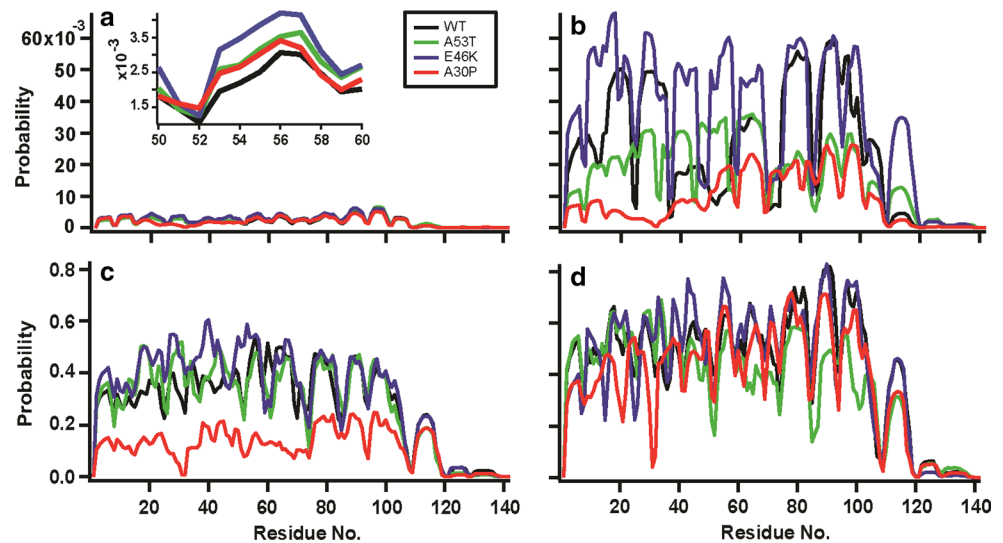 a
b
WT
A53T
E46K
A30P
x10⁻³
3.5
2.5
1.5
50 52 54 56 58 60
Probability
60x10⁻³
50
40
30
20
10
0
c
d
Probability
0.8
0.6
0.4
0.2
0.0
20 40 60 80 100 120 140
20 40 60 80 100 120 140
Residue No.
Residue No.